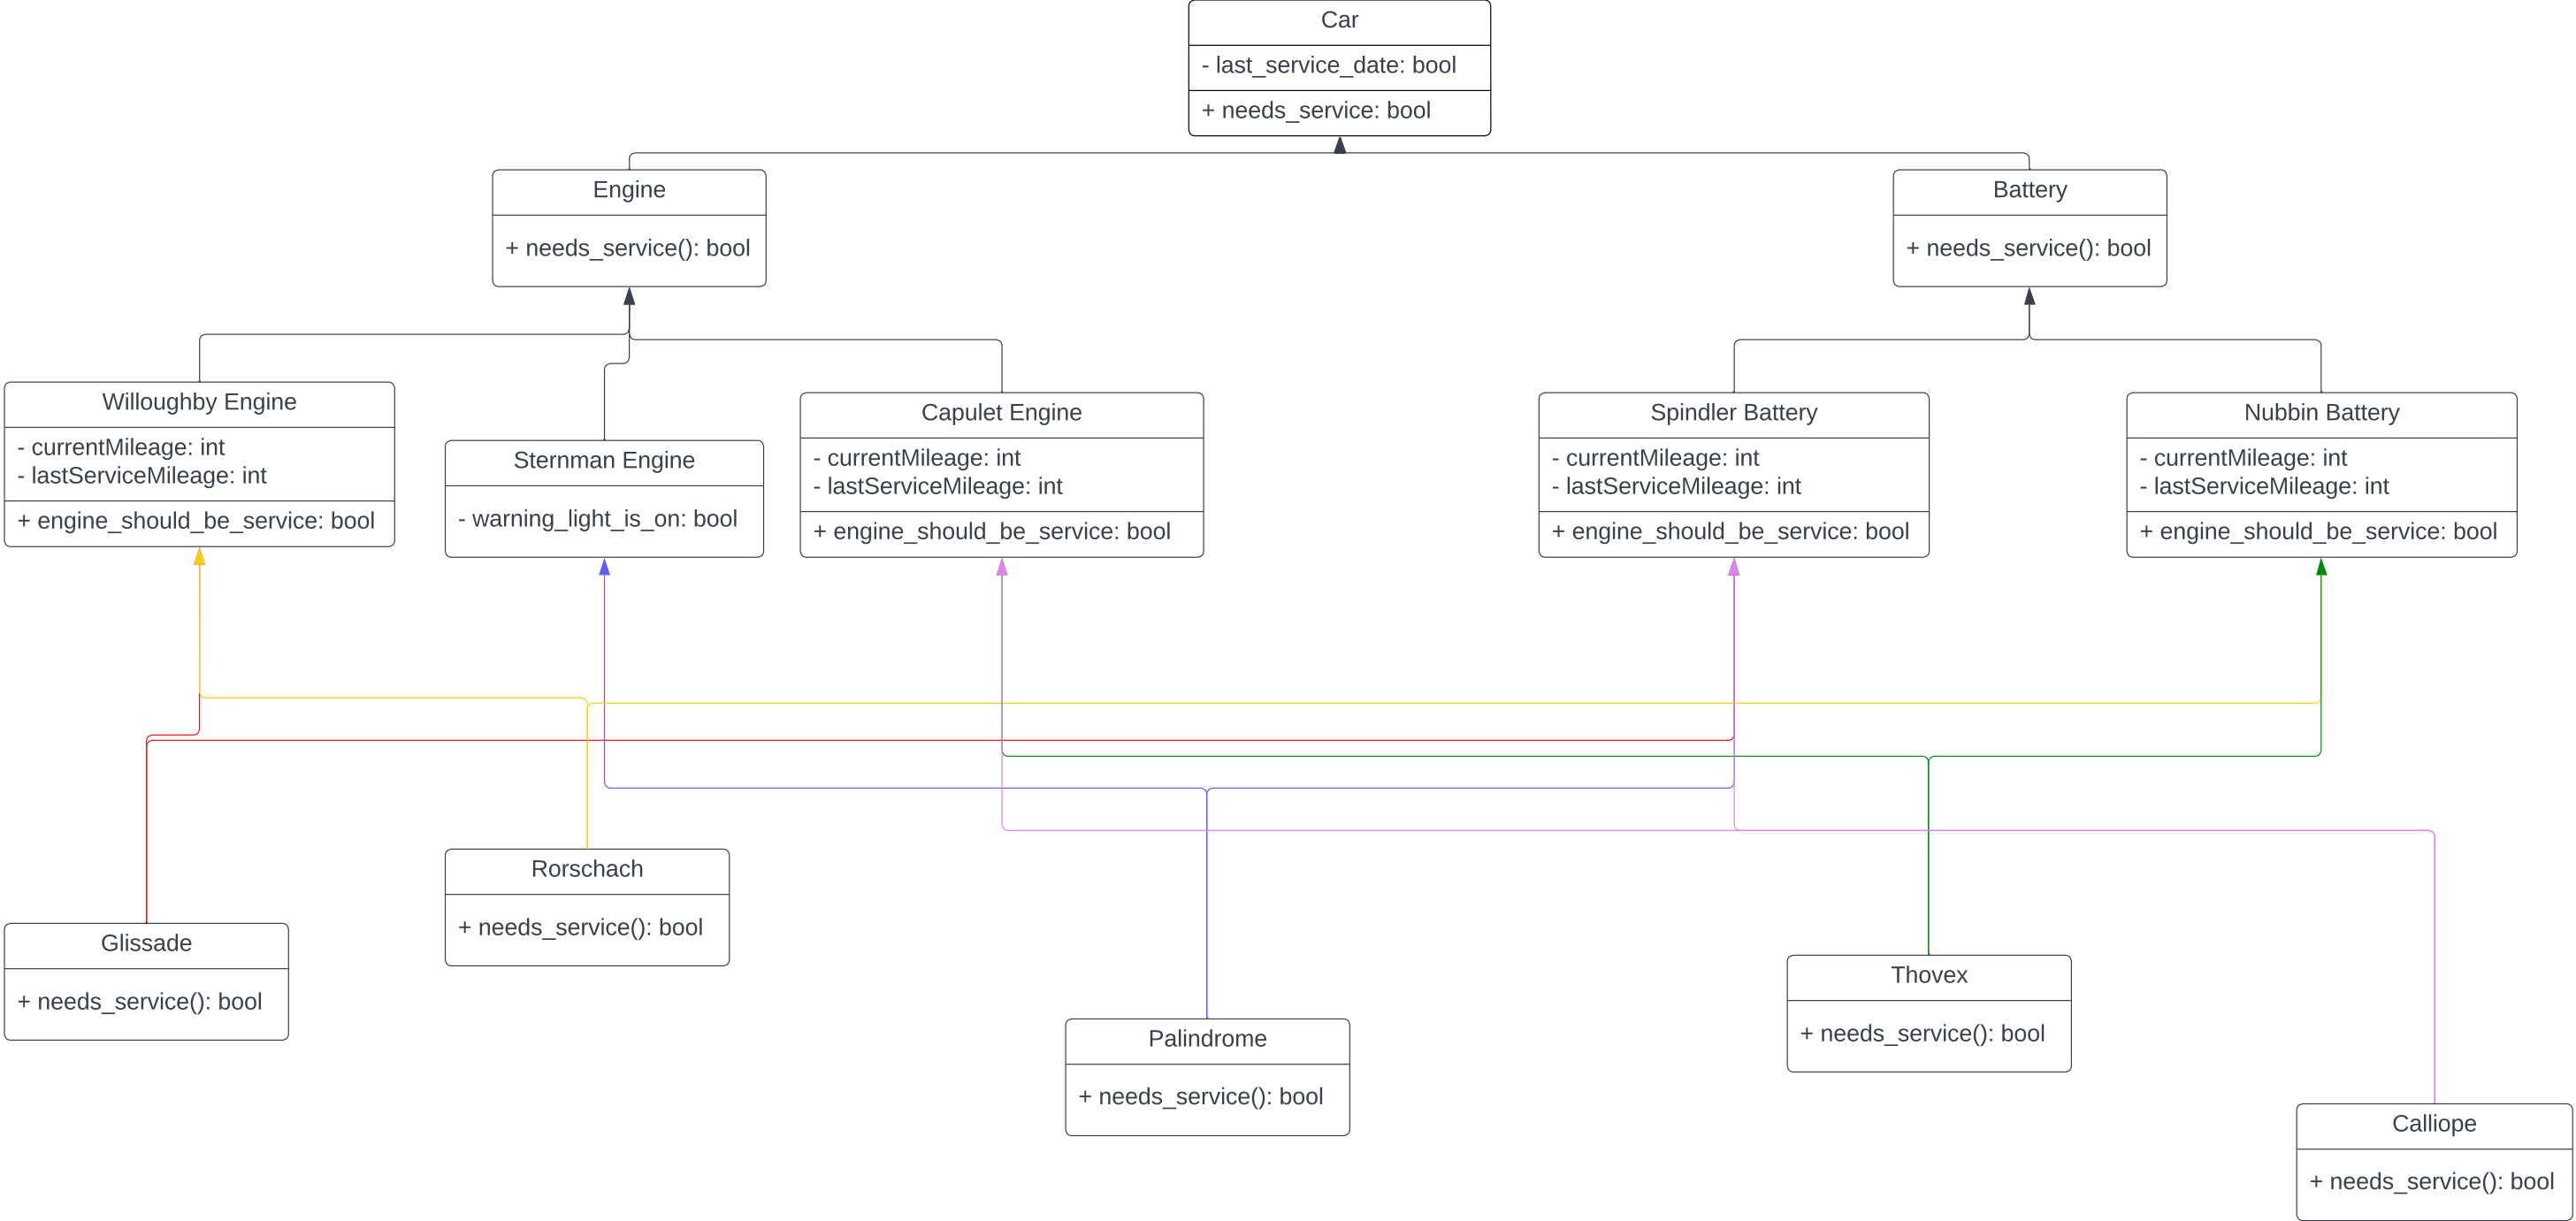 Car
- last_service_date: bool
+ needs_service: bool
Engine
+ needs_service(): bool
Battery
+ needs_service(): bool
Willoughby Engine
- currentMileage: int
- lastServiceMileage: int
+ engine_should_be_service: bool
Sternman Engine
- warning_light_is_on: bool
Capulet Engine
- currentMileage: int
- lastServiceMileage: int
+ engine_should_be_service: bool
Spindler Battery
- currentMileage: int
- lastServiceMileage: int
+ engine_should_be_service: bool
Nubbin Battery
- currentMileage: int
- lastServiceMileage: int
+ engine_should_be_service: bool
Rorschach
+ needs_service(): bool
Glissade
+ needs_service(): bool
Thovex
+ needs_service(): bool
Palindrome
+ needs_service(): bool
Calliope
+ needs_service(): bool